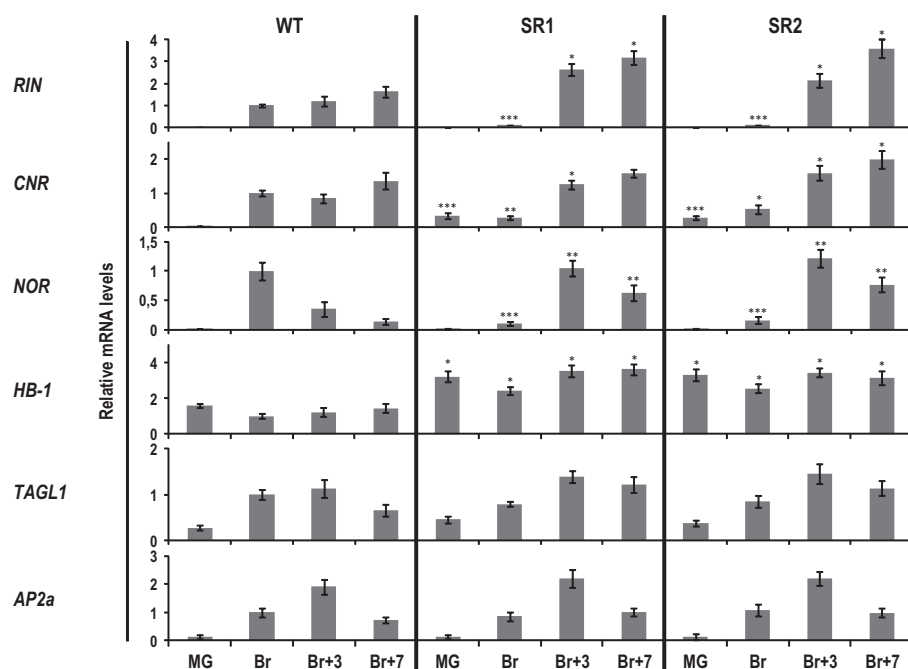 WT SR1 SR2
Relative mRNA levels
RIN
4
3
2
1
0
*** * *
*** * *
CNR
2
1
0
*** ** *
*** * * *
NOR
1,5
1
0,5
0
*** ** **
*** ** **
HB-1
4
2
0
* * * *
* * * *
TAGL1
2
1
0
AP2a
3
2
1
0
MG Br Br+3 Br+7 MG Br Br+3 Br+7 MG Br Br+3 Br+7